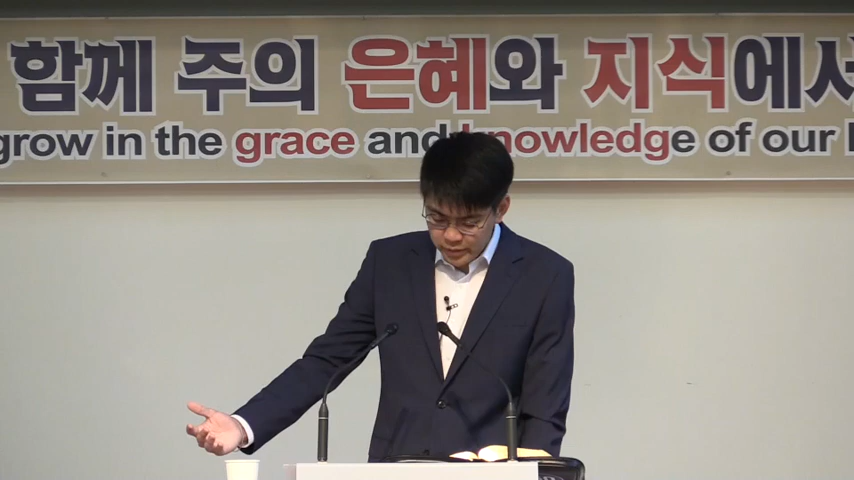 함께 주의 은혜와 지식에서
grow in the grace and knowledge of our